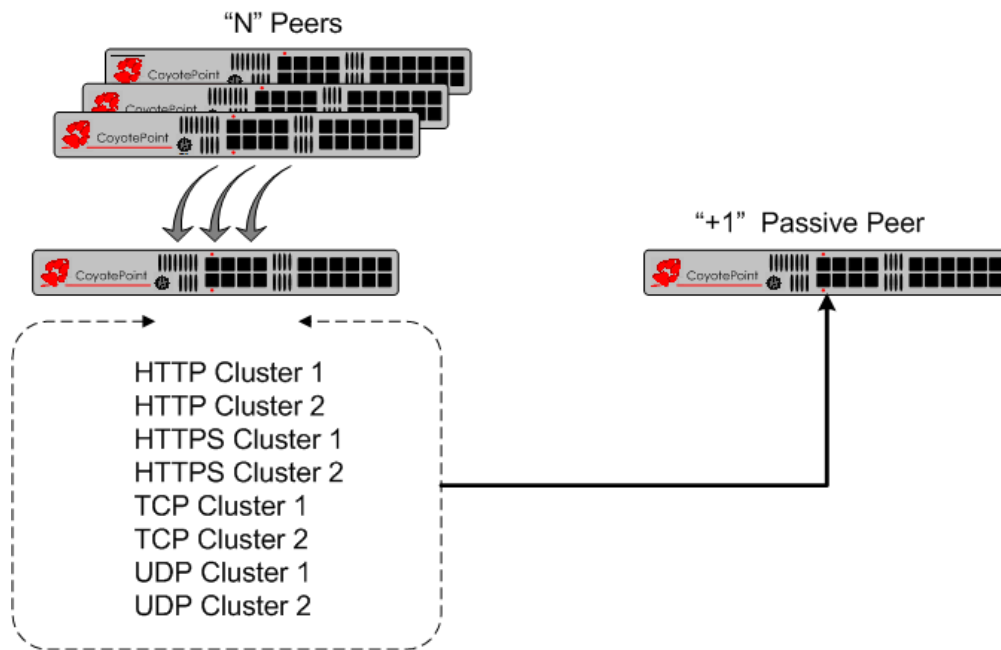 “N” Peers
CoyotePoint
CoyotePoint
CoyotePoint
“+1” Passive Peer
CoyotePoint
CoyotePoint
HTTP Cluster 1
HTTP Cluster 2
HTTPS Cluster 1
HTTPS Cluster 2
TCP Cluster 1
TCP Cluster 2
UDP Cluster 1
UDP Cluster 2